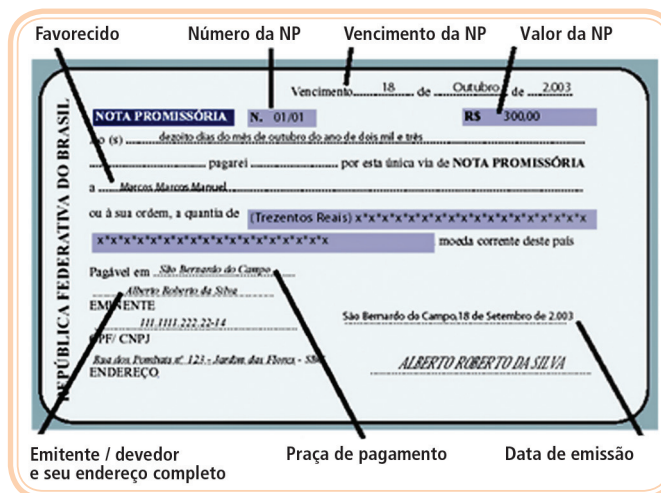 Favorecido Número da NP Vencimento da NP Valor da NP
Vencimento 18 de Outubro de 2.003
NOTA PROMISSÓRIA N. 01/01 R$ 300,00
o (s) dezoito dias do mês de outubro do ano de dois mil e três
pagarei por esta única via de NOTA PROMISSÓRIA
a Marcos Marcos Manuel
ou à sua ordem, a quantia de (Trezentos Reais) x*x*x*x*x*x*x*x*x*x*x*x*x*x*x*x*x*x
x*x*x*x*x*x*x*x*x*x*x*x*x*x*x*x*x*x moeda corrente deste país
Pagável em São Bernardo do Campo
Alberto Roberto da Silva
EMINENTE
São Bernardo do Campo,18 de Setembro de 2.003
111.1111.222.22-14
CPF/ CNPJ
Rua dos Pombais nº 123 - Jardim das Flores -
ALBERTO ROBERTO DA SILVA
ENDEREÇO
REPÚBLICA FEDERATIVA DO BRASIL
Emitente / devedor
e seu endereço completo
Praça de pagamento
Data de emissão